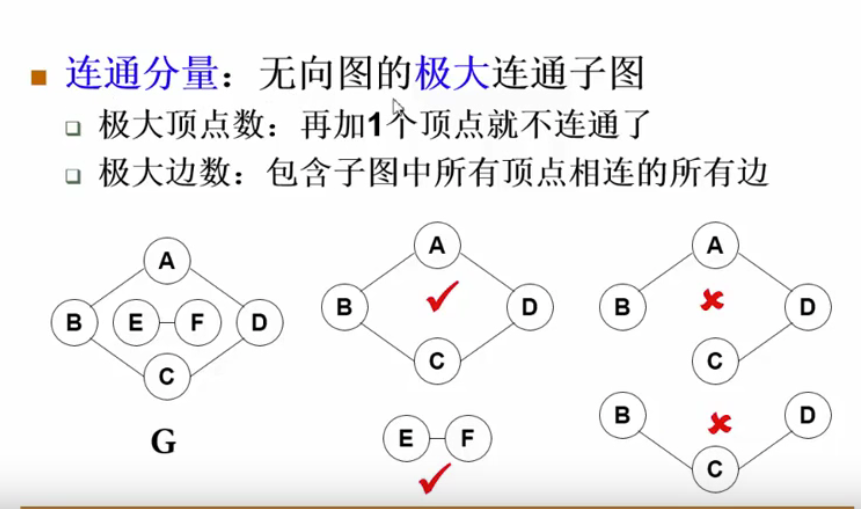 连通分量：无向图的极大连通子图
极大顶点数：再加1个顶点就不连通了
极大边数：包含子图中所有顶点相连的所有边
A
B E F D
C
G
A
B D
C
E F
A
B D
C
B D
C